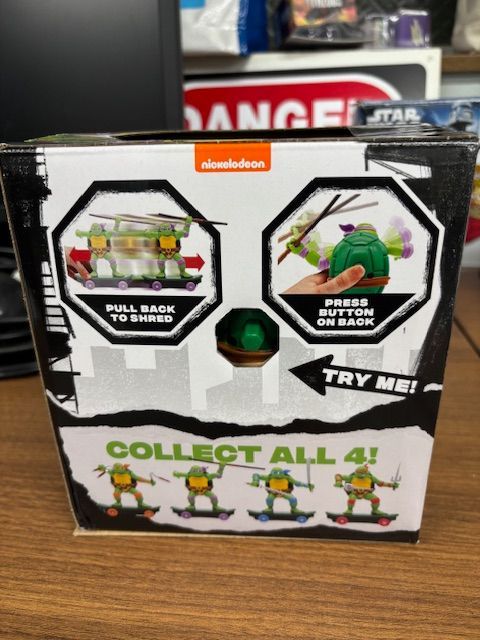 DANGE
STAR
nickelodeon
PULL BACK
TO SHRED
PRESS
BUTTON
ON BACK
TRY ME!
COLLECT ALL 4!